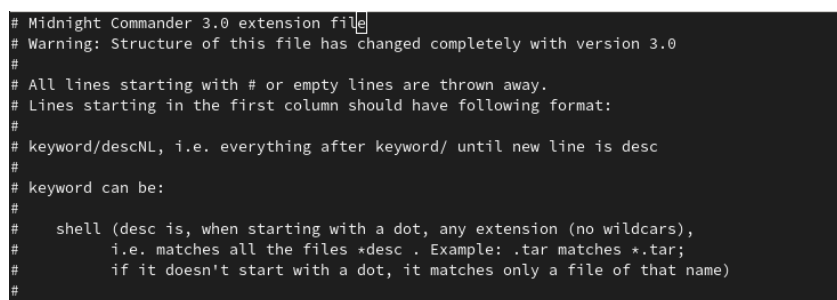 # Midnight Commander 3.0 extension file
# Warning: Structure of this file has changed completely with version 3.0
#
# All lines starting with # or empty lines are thrown away.
# Lines starting in the first column should have following format:
#
# keyword/descNL, i.e. everything after keyword/ until new line is desc
#
# keyword can be:
#
#    shell (desc is, when starting with a dot, any extension (no wildcars),
#          i.e. matches all the files *desc . Example: .tar matches *.tar;
#          if it doesn't start with a dot, it matches only a file of that name)
#